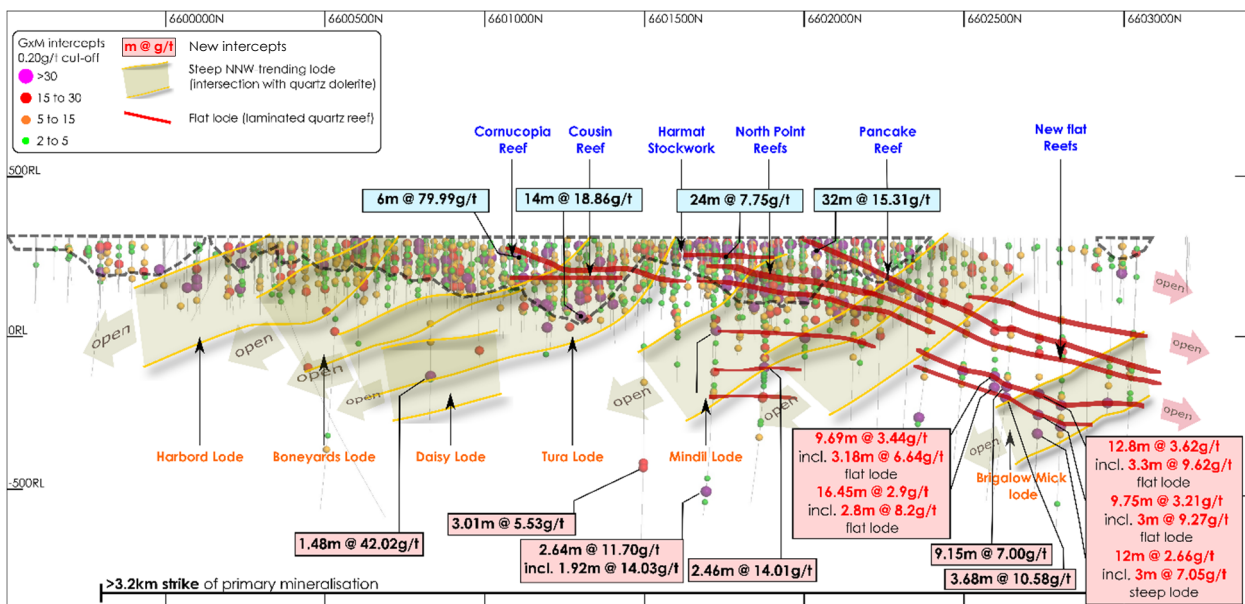 6600000N
6600500N
6601000N
6601500N
6602000N
6602500N
6603000N
GxM intercepts
0.20g/t cut-off
>30
15 to 30
5 to 15
2 to 5
m @ g/t
New intercepts
Steep NNW trending lode
(intersection with quartz dolerite)
Flat lode (laminated quartz reef)
Cornucopia
Reef
Cousin
Reef
Harmat
Stockwork
North Point
Reefs
Pancake
Reef
New flat
Reefs
500RL
6m @ 79.99g/t
14m @ 18.86g/t
24m @ 7.75g/t
32m @ 15.31g/t
open
0RL
open
open
open
open
open
open
open
open
open
Harbord Lode
Boneyards Lode
Daisy Lode
Tura Lode
Mindil Lode
Brigalow Mick
lode
9.69m @ 3.44g/t
incl. 3.18m @ 6.64g/t
flat lode
16.45m @ 2.9g/t
incl. 2.8m @ 8.2g/t
flat lode
12.8m @ 3.62g/t
incl. 3.3m @ 9.62g/t
flat lode
9.75m @ 3.21g/t
incl. 3m @ 9.27g/t
flat lode
12m @ 2.66g/t
incl. 3m @ 7.05g/t
steep lode
-500RL
1.48m @ 42.02g/t
3.01m @ 5.53g/t
2.64m @ 11.70g/t
incl. 1.92m @ 14.03g/t
2.46m @ 14.01g/t
9.15m @ 7.00g/t
3.68m @ 10.58g/t
>3.2km strike of primary mineralisation